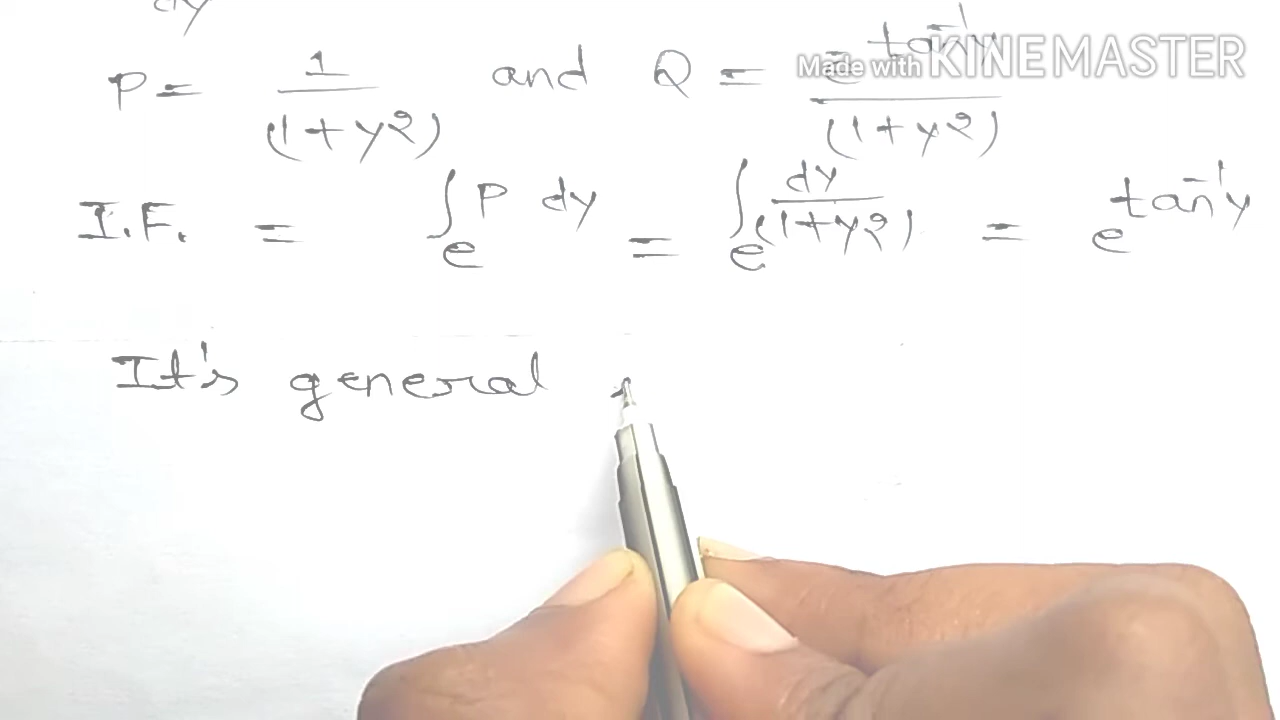 dy
P = 1/(1+y2) and Q = e tan-1y/(1+y2)
Made with KINEMASTER
I.F. = e∫P dy = e∫dy/(1+y2) = e tan-1y
It's general